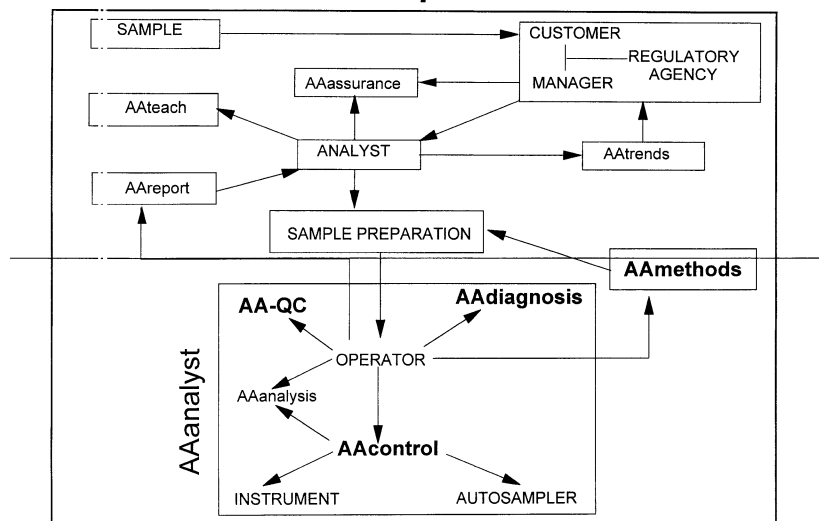 SAMPLE
CUSTOMER
REGULATORY
AGENCY
MANAGER
AAassurance
AAteach
ANALYST
AAtrends
AAreport
SAMPLE PREPARATION
AAmethods
AA-QC
AAdiagnosis
OPERATOR
AAanalysis
AAcontrol
INSTRUMENT
AUTOSAMPLER
AAanalyst